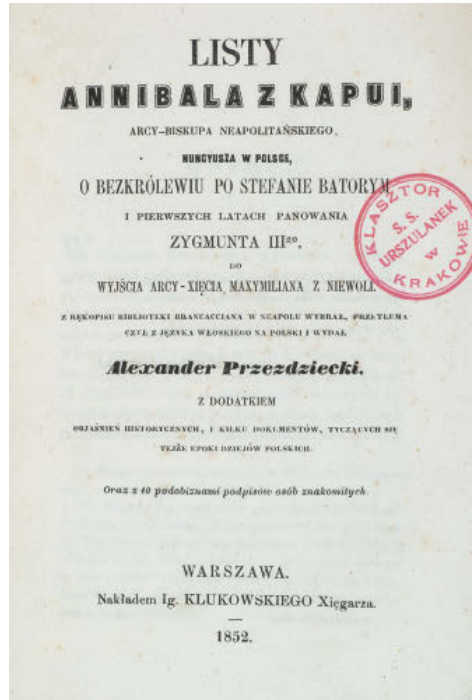 LISTY
ANNIBALA Z KAPUI,
ARCY-BISKUPA NEAPOLITAŃSKIEGO,
NUNCYUSZA W POLSCE,
O BEZKRÓLEWIU PO STEFANIE BATORYM
I PIERWSZYCH LATACH PANOWANIA
ZYGMUNTA IIIgo,
DO
WYJŚCIA ARCY-XIĘCIA MAXYMILIANA Z NIEWOLI.
Z RĘKOPISU BIBLIOTEKI BRANCACCIANA W NEAPOLU WYBRAŁ, PRZETŁUMA
CZYŁ Z JĘZYKA WŁOSKIEGO NA POLSKI I WYDAŁ
Alexander Przezdziecki.
Z DODATKIEM
OBJAŚNIEŃ HISTORYCZNYCH, I KILKU DOKUMENTÓW, TYCZĄCYCH SIĘ
TEJŻE EPOKI DZIEJÓW POLSKICH.
Oraz z 10 podobiznami podpisów osób znakomitych
WARSZAWA.
Nakładem Ig. KLUKOWSKIEGO Xięgarza.
1852.
KLASZTOR
S. S.
URSZULANEK
w
KRAKOWIE